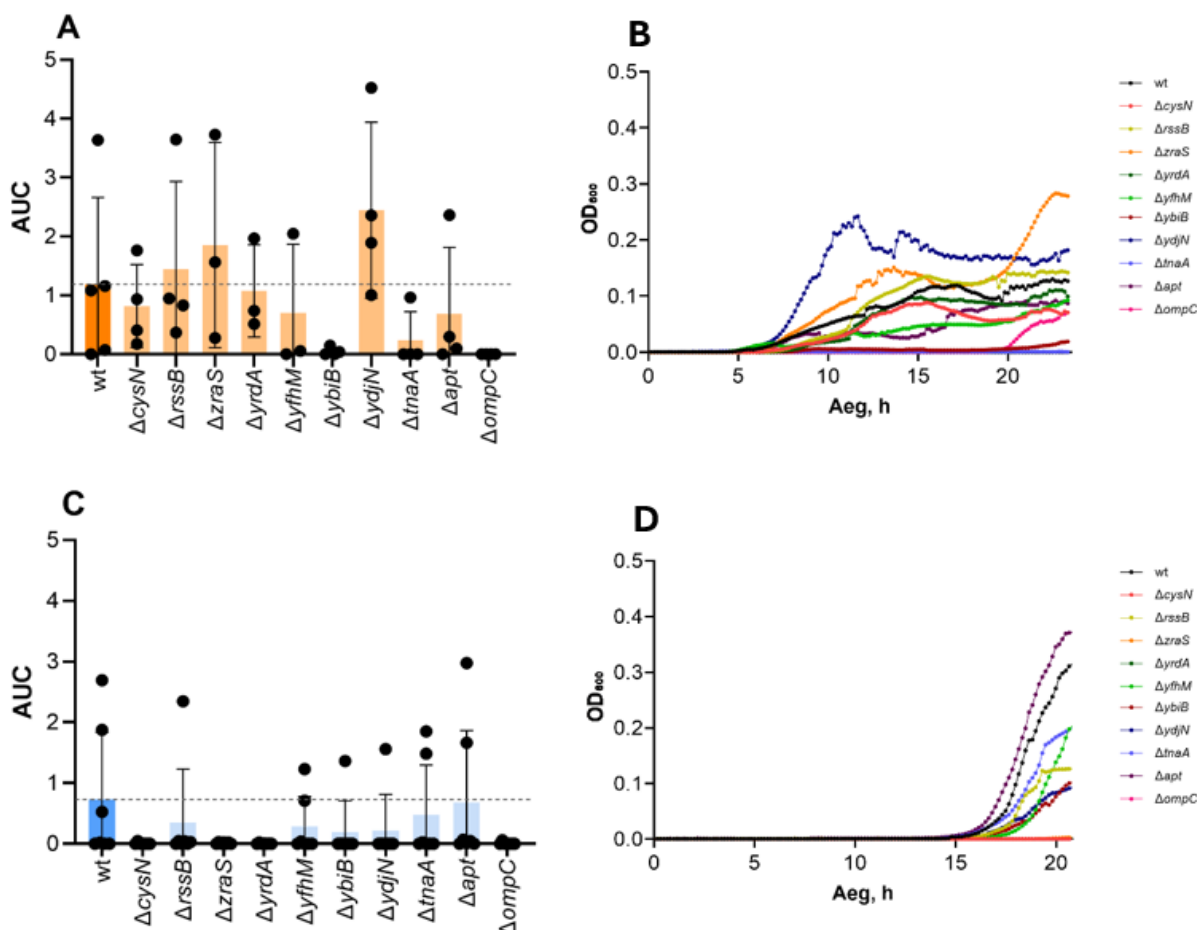 A
5
4
3
2
1
0
AUC
wt
ΔcysN
ΔrssB
ΔzraS
ΔyrdA
ΔyfhM
ΔybiB
ΔydjN
ΔtnaA
Δapt
ΔompC
B
0.5
0.4
0.3
0.2
0.1
0.0
OD₆₀₀
0
5
10
15
20
Aeg, h
wt
ΔcysN
ΔrssB
ΔzraS
ΔyrdA
ΔyfhM
ΔybiB
ΔydjN
ΔtnaA
Δapt
ΔompC
C
5
4
3
2
1
0
AUC
wt
ΔcysN
ΔrssB
ΔzraS
ΔyrdA
ΔyfhM
ΔybiB
ΔydjN
ΔtnaA
Δapt
ΔompC
D
0.5
0.4
0.3
0.2
0.1
0.0
OD₆₀₀
0
5
10
15
20
Aeg, h
wt
ΔcysN
ΔrssB
ΔzraS
ΔyrdA
ΔyfhM
ΔybiB
ΔydjN
ΔtnaA
Δapt
ΔompC